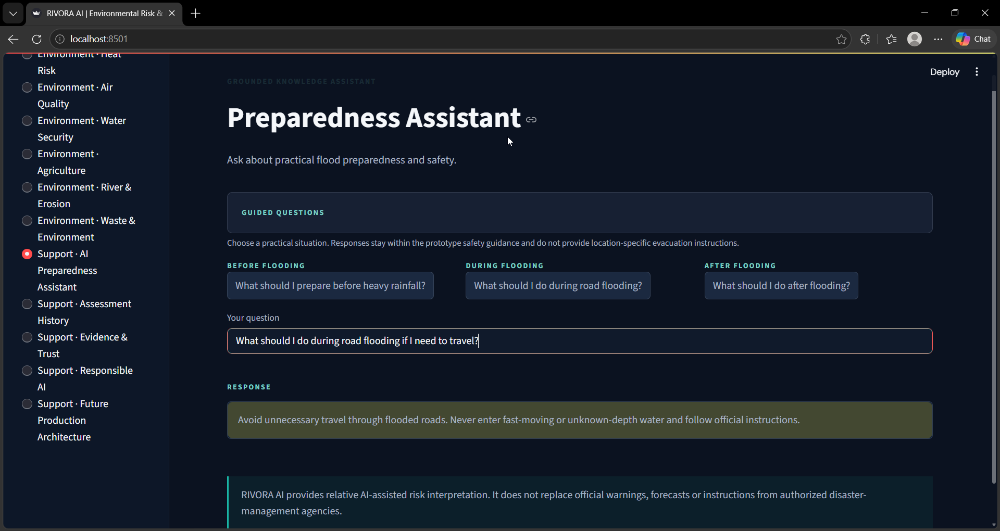 RIVORA AI | Environmental Risk &
localhost:8501
Chat
Environment · Heat
Risk
Environment · Air
Quality
Environment · Water
Security
Environment ·
Agriculture
Environment · River &
Erosion
Environment · Waste &
Environment
Support · AI
Preparedness
Assistant
Support · Assessment
History
Support · Evidence &
Trust
Support · Responsible
AI
Support · Future
Production
Architecture
Deploy
GROUNDED KNOWLEDGE ASSISTANT
Preparedness Assistant
Ask about practical flood preparedness and safety.
GUIDED QUESTIONS
Choose a practical situation. Responses stay within the prototype safety guidance and do not provide location-specific evacuation instructions.
BEFORE FLOODING
What should I prepare before heavy rainfall?
DURING FLOODING
What should I do during road flooding?
AFTER FLOODING
What should I do after flooding?
Your question
What should I do during road flooding if I need to travel?
RESPONSE
Avoid unnecessary travel through flooded roads. Never enter fast-moving or unknown-depth water and follow official instructions.
RIVORA AI provides relative AI-assisted risk interpretation. It does not replace official warnings, forecasts or instructions from authorized disaster-
management agencies.